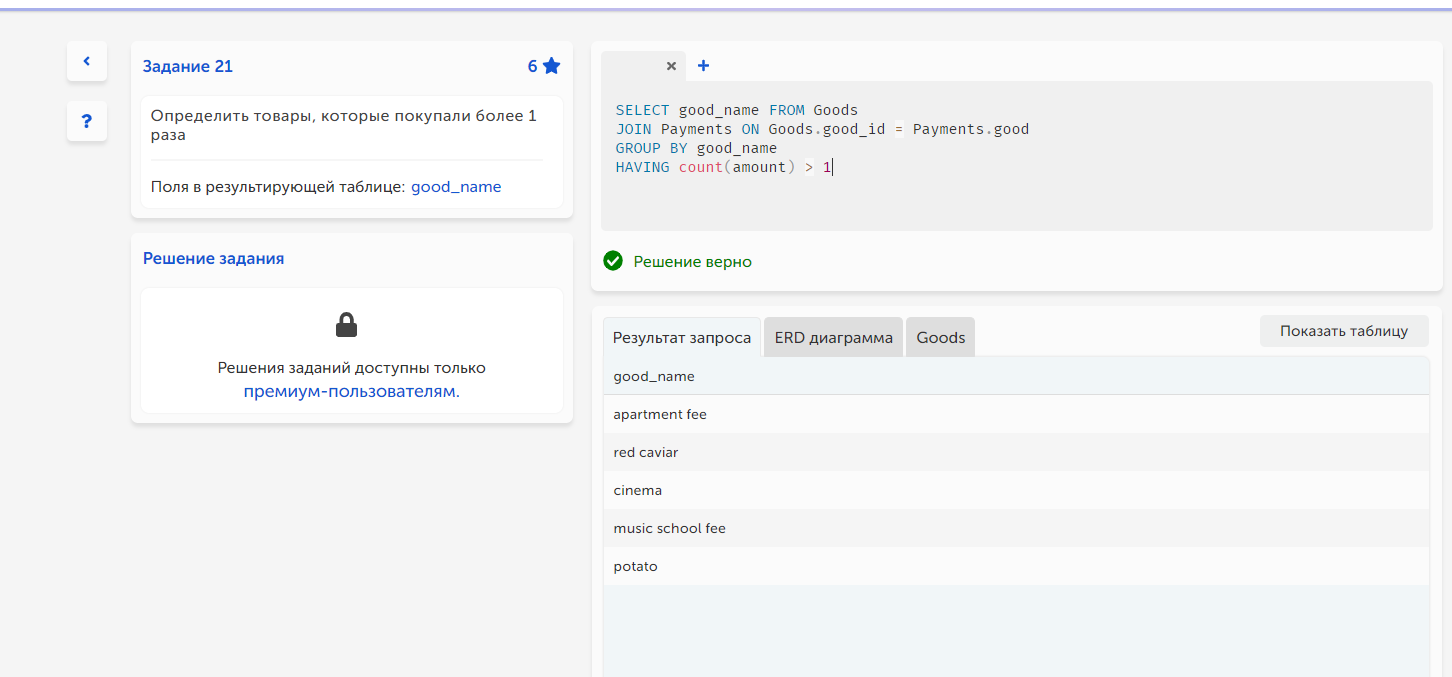 Задание 21
6
Определить товары, которые покупали более 1
раза
Поля в результирующей таблице: good_name
Решение задания
Решения заданий доступны только
премиум-пользователям.
SELECT good_name FROM Goods
JOIN Payments ON Goods.good_id = Payments.good
GROUP BY good_name
HAVING count(amount) > 1
Решение верно
Результат запроса
ERD диаграмма
Goods
Показать таблицу
good_name
apartment fee
red caviar
cinema
music school fee
potato